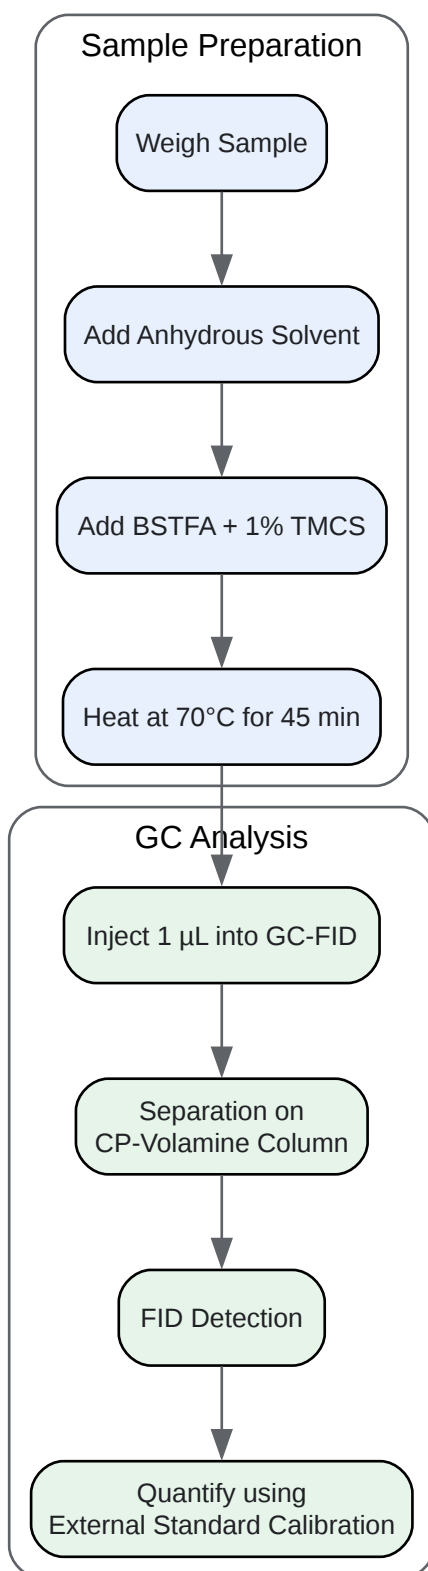 Sample Preparation
Weigh Sample
Add Anhydrous Solvent
Add BSTFA + 1% TMCS
Heat at 70°C for 45 min
GC Analysis
Inject 1 µL into GC-FID
Separation on
CP-Volamine Column
FID Detection
Quantify using
External Standard Calibration